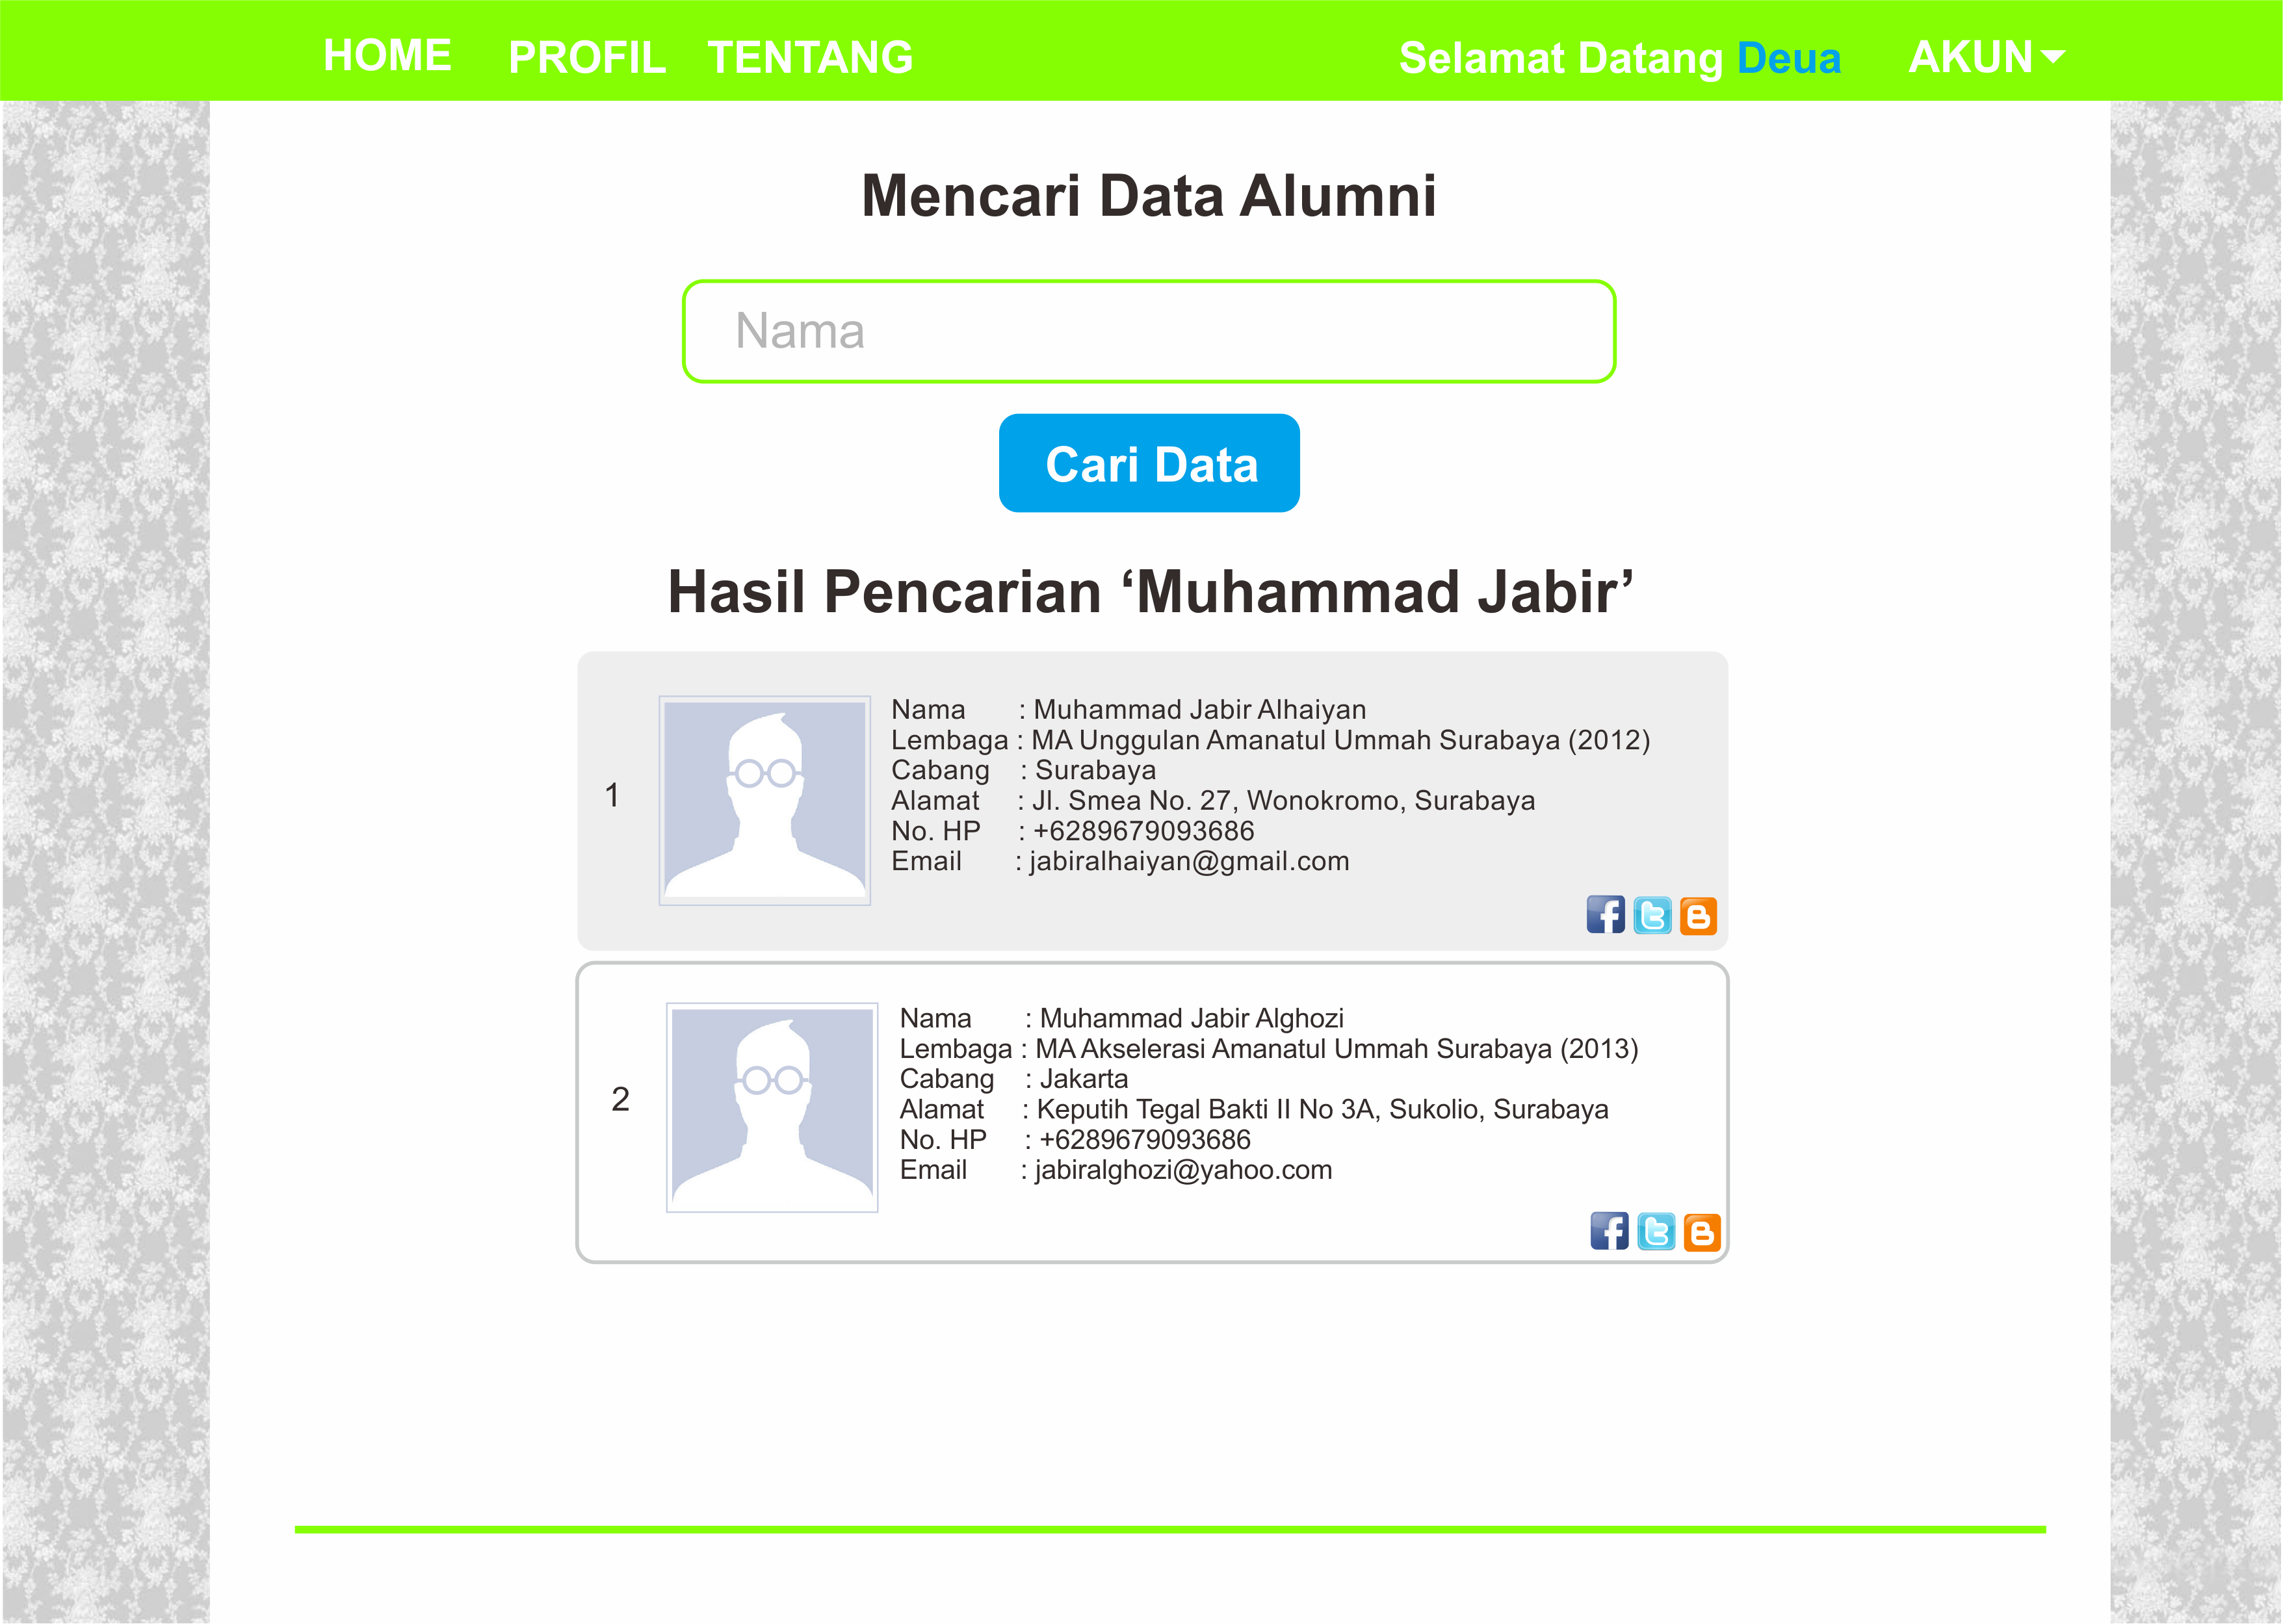 HOME PROFIL TENTANG Selamat Datang Deua AKUN
Mencari Data Alumni
Nama
Cari Data
Hasil Pencarian ‘Muhammad Jabir’
1
Nama : Muhammad Jabir Alhaiyan
Lembaga : MA Unggulan Amanatul Ummah Surabaya (2012)
Cabang : Surabaya
Alamat : Jl. Smea No. 27, Wonokromo, Surabaya
No. HP : +6289679093686
Email : jabiralhaiyan@gmail.com
2
Nama : Muhammad Jabir Alghozi
Lembaga : MA Akselerasi Amanatul Ummah Surabaya (2013)
Cabang : Jakarta
Alamat : Keputih Tegal Bakti II No 3A, Sukolio, Surabaya
No. HP : +6289679093686
Email : jabiralghozi@yahoo.com